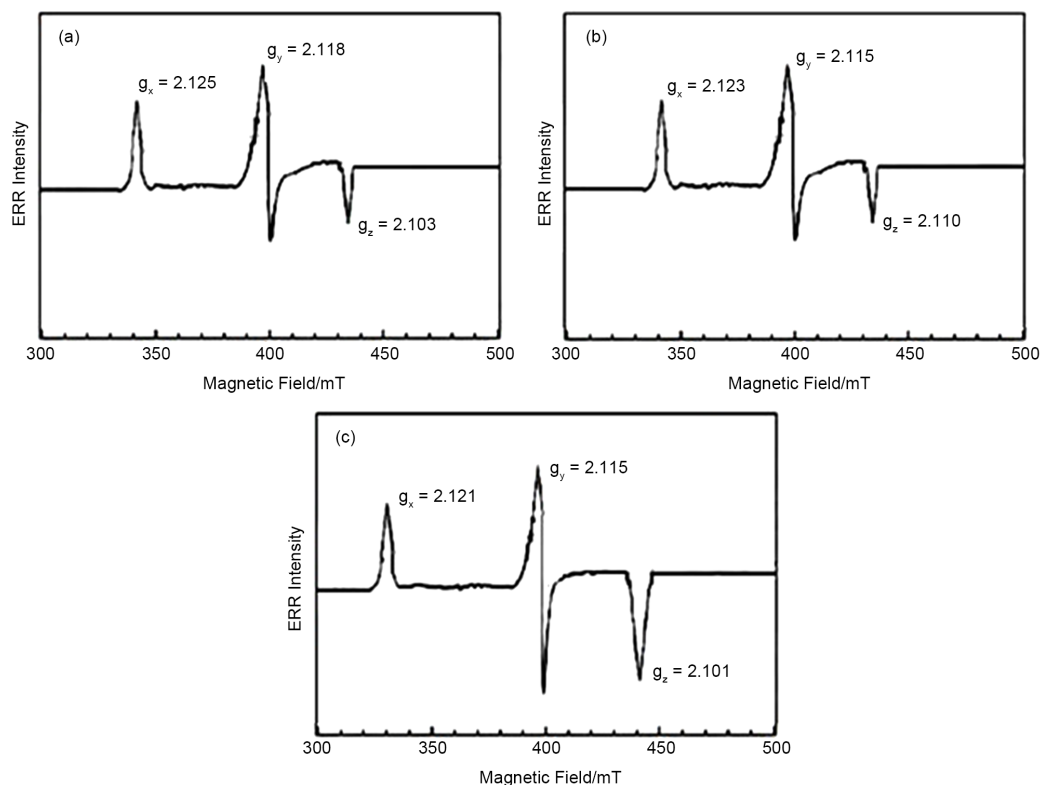 (a)
g_y = 2.118
g_x = 2.125
g_z = 2.103
ERR Intensity
300 350 400 450 500
Magnetic Field/mT
(b)
g_y = 2.115
g_x = 2.123
g_z = 2.110
ERR Intensity
300 350 400 450 500
Magnetic Field/mT
(c)
g_y = 2.115
g_x = 2.121
g_z = 2.101
ERR Intensity
300 350 400 450 500
Magnetic Field/mT